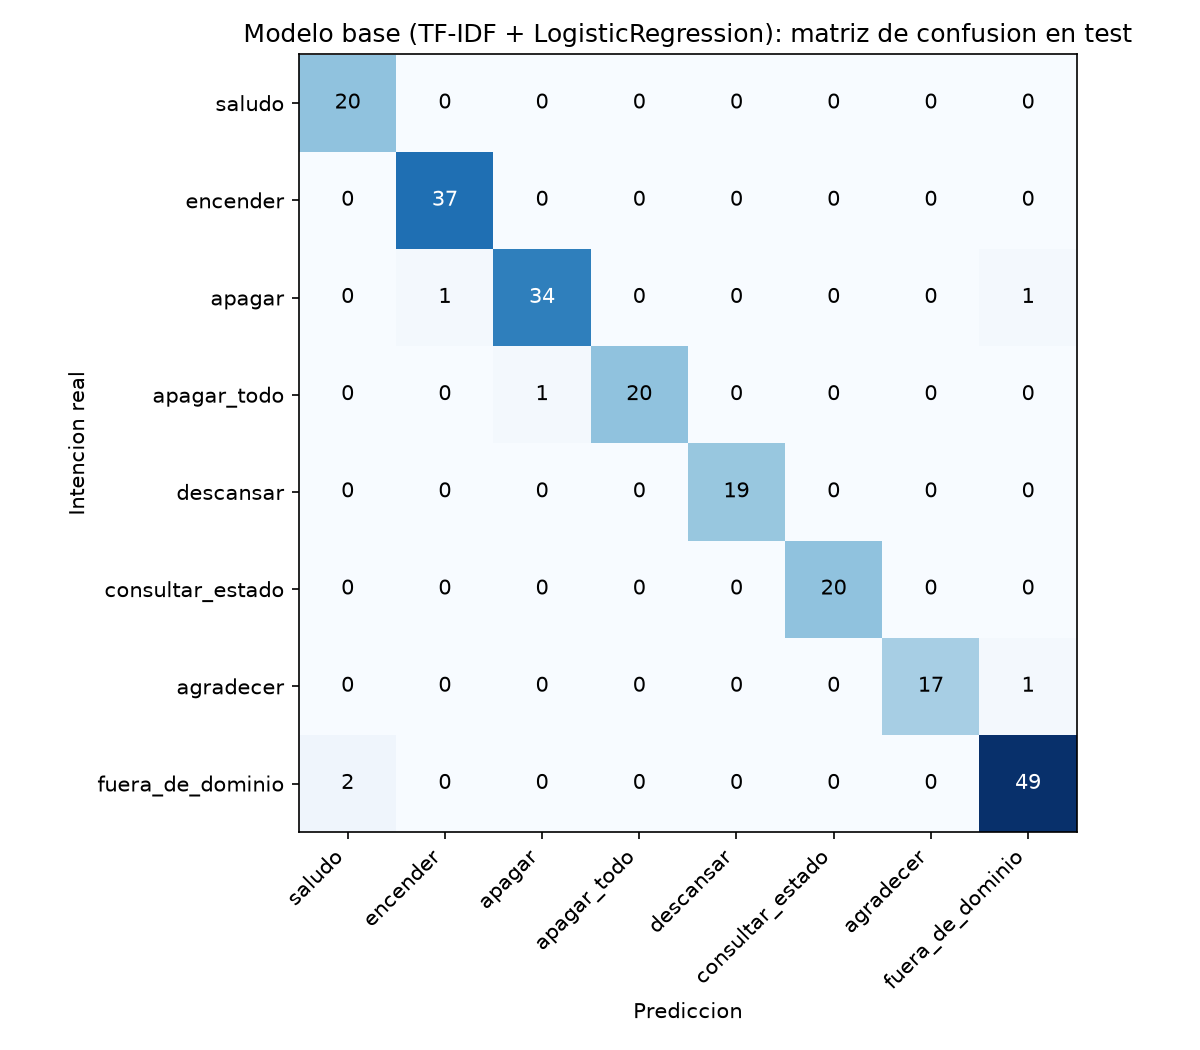 Modelo base (TF-IDF + LogisticRegression): matriz de confusion en test
saludo 20 0 0 0 0 0 0 0
encender 0 37 0 0 0 0 0 0
apagar 0 1 34 0 0 0 0 1
apagar_todo 0 0 1 20 0 0 0 0
descansar 0 0 0 0 19 0 0 0
consultar_estado 0 0 0 0 0 20 0 0
agradecer 0 0 0 0 0 0 17 1
fuera_de_dominio 2 0 0 0 0 0 0 49
Intencion real
saludo encender apagar apagar_todo descansar consultar_estado agradecer fuera_de_dominio
Prediccion